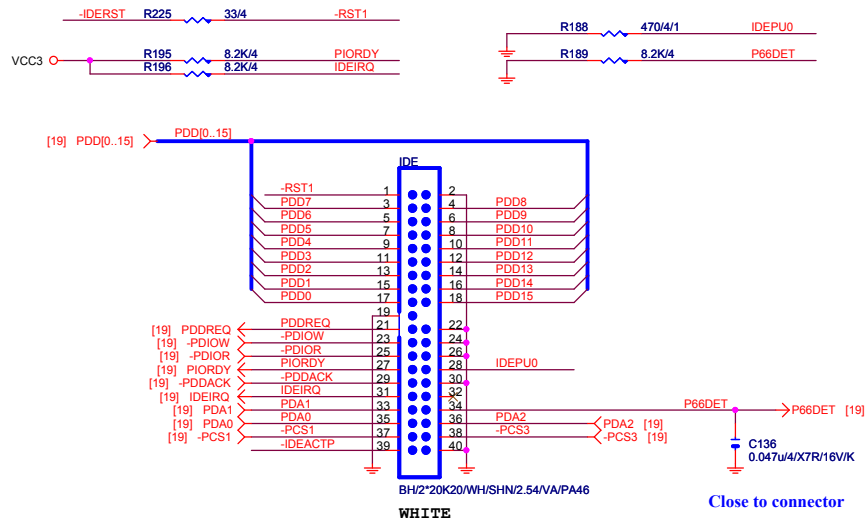 -IDERST R225 33/4 -RST1
R188 470/4/1 IDEPU0
VCC3 R195 8.2K/4 PIORDY
R196 8.2K/4 IDEIRQ
R189 8.2K/4 P66DET
[19] PDD[0..15] PDD[0..15]
IDE
-RST1 1 2
PDD7 3 4 PDD8
PDD6 5 6 PDD9
PDD5 7 8 PDD10
PDD4 9 10 PDD11
PDD3 11 12 PDD12
PDD2 13 14 PDD13
PDD1 15 16 PDD14
PDD0 17 18 PDD15
19
[19] PDDREQ PDDREQ 21 22
[19] -PDIOW -PDIOW 23 24
[19] -PDIOR -PDIOR 25 26
[19] PIORDY PIORDY 27 28 IDEPU0
[19] -PDDACK -PDDACK 29 30
[19] IDEIRQ IDEIRQ 31 32
[19] PDA1 PDA1 33 34 P66DET P66DET [19]
[19] PDA0 PDA0 35 36 PDA2 PDA2 [19]
[19] -PCS1 -PCS1 37 38 -PCS3 -PCS3 [19]
-IDEACTP 39 40
C136
0.047u/4/X7R/16V/K
BH/2*20K20/WH/SHN/2.54/VA/PA46
WHITE
Close to connector